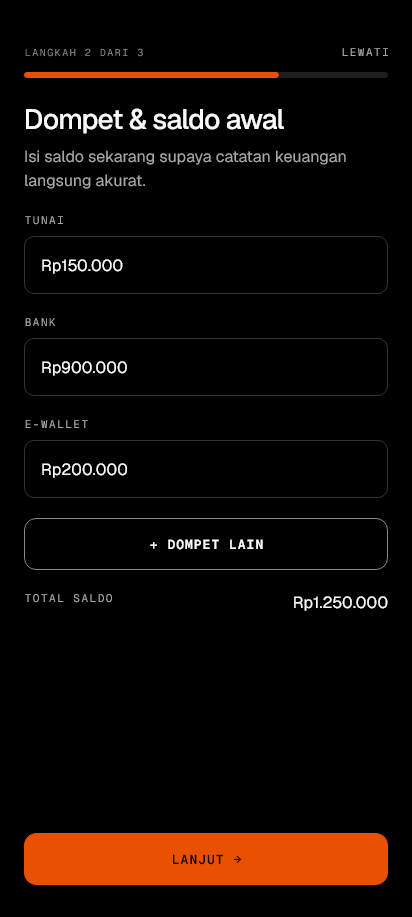 LANGKAH 2 DARI 3
LEWATI
Dompet & saldo awal
Isi saldo sekarang supaya catatan keuangan
langsung akurat.
TUNAI
Rp150.000
BANK
Rp900.000
E-WALLET
Rp200.000
+ DOMPET LAIN
TOTAL SALDO
Rp1.250.000
LANJUT →